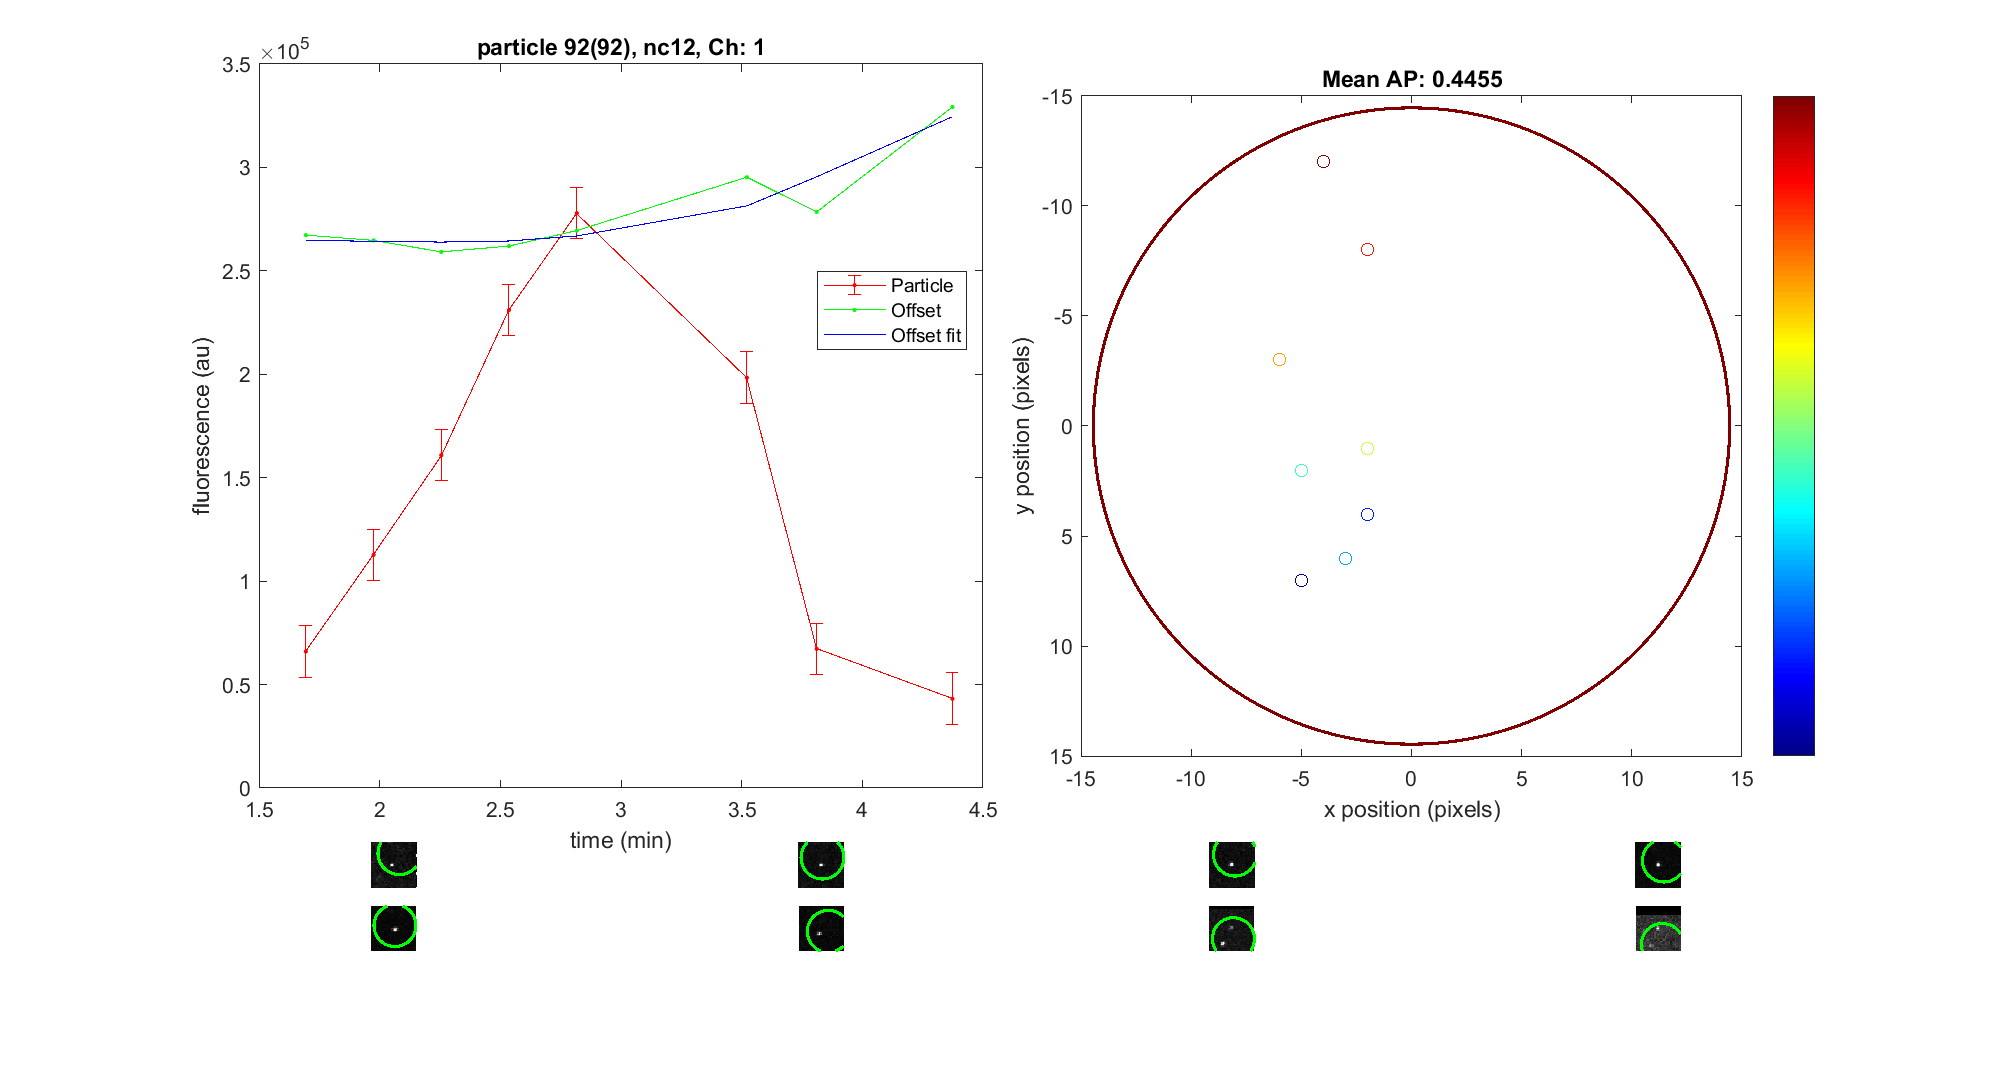 particle 92(92), nc12, Ch: 1
×10^5
3.5
3
2.5
2
1.5
1
0.5
0
fluorescence (au)
1.5 2 2.5 3 3.5 4 4.5
time (min)
Particle
Offset
Offset fit
Mean AP: 0.4455
-15
-10
-5
0
5
10
15
y position (pixels)
-15 -10 -5 0 5 10 15
x position (pixels)